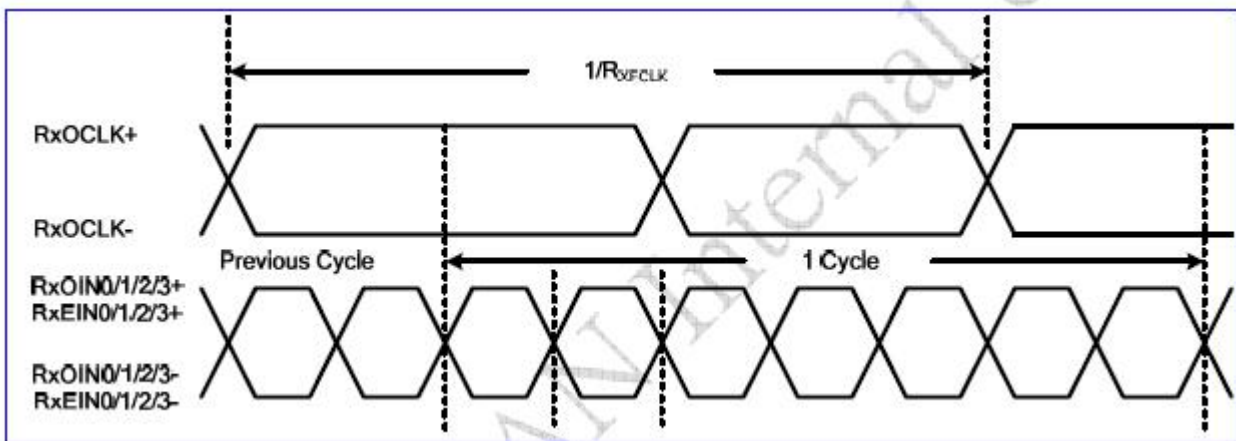 1/RXFCLK
RxOCLK+
RxOCLK-
Previous Cycle
1 Cycle
RxOIN0/1/2/3+
RxEIN0/1/2/3+
RxOIN0/1/2/3-
RxEIN0/1/2/3-
Internal